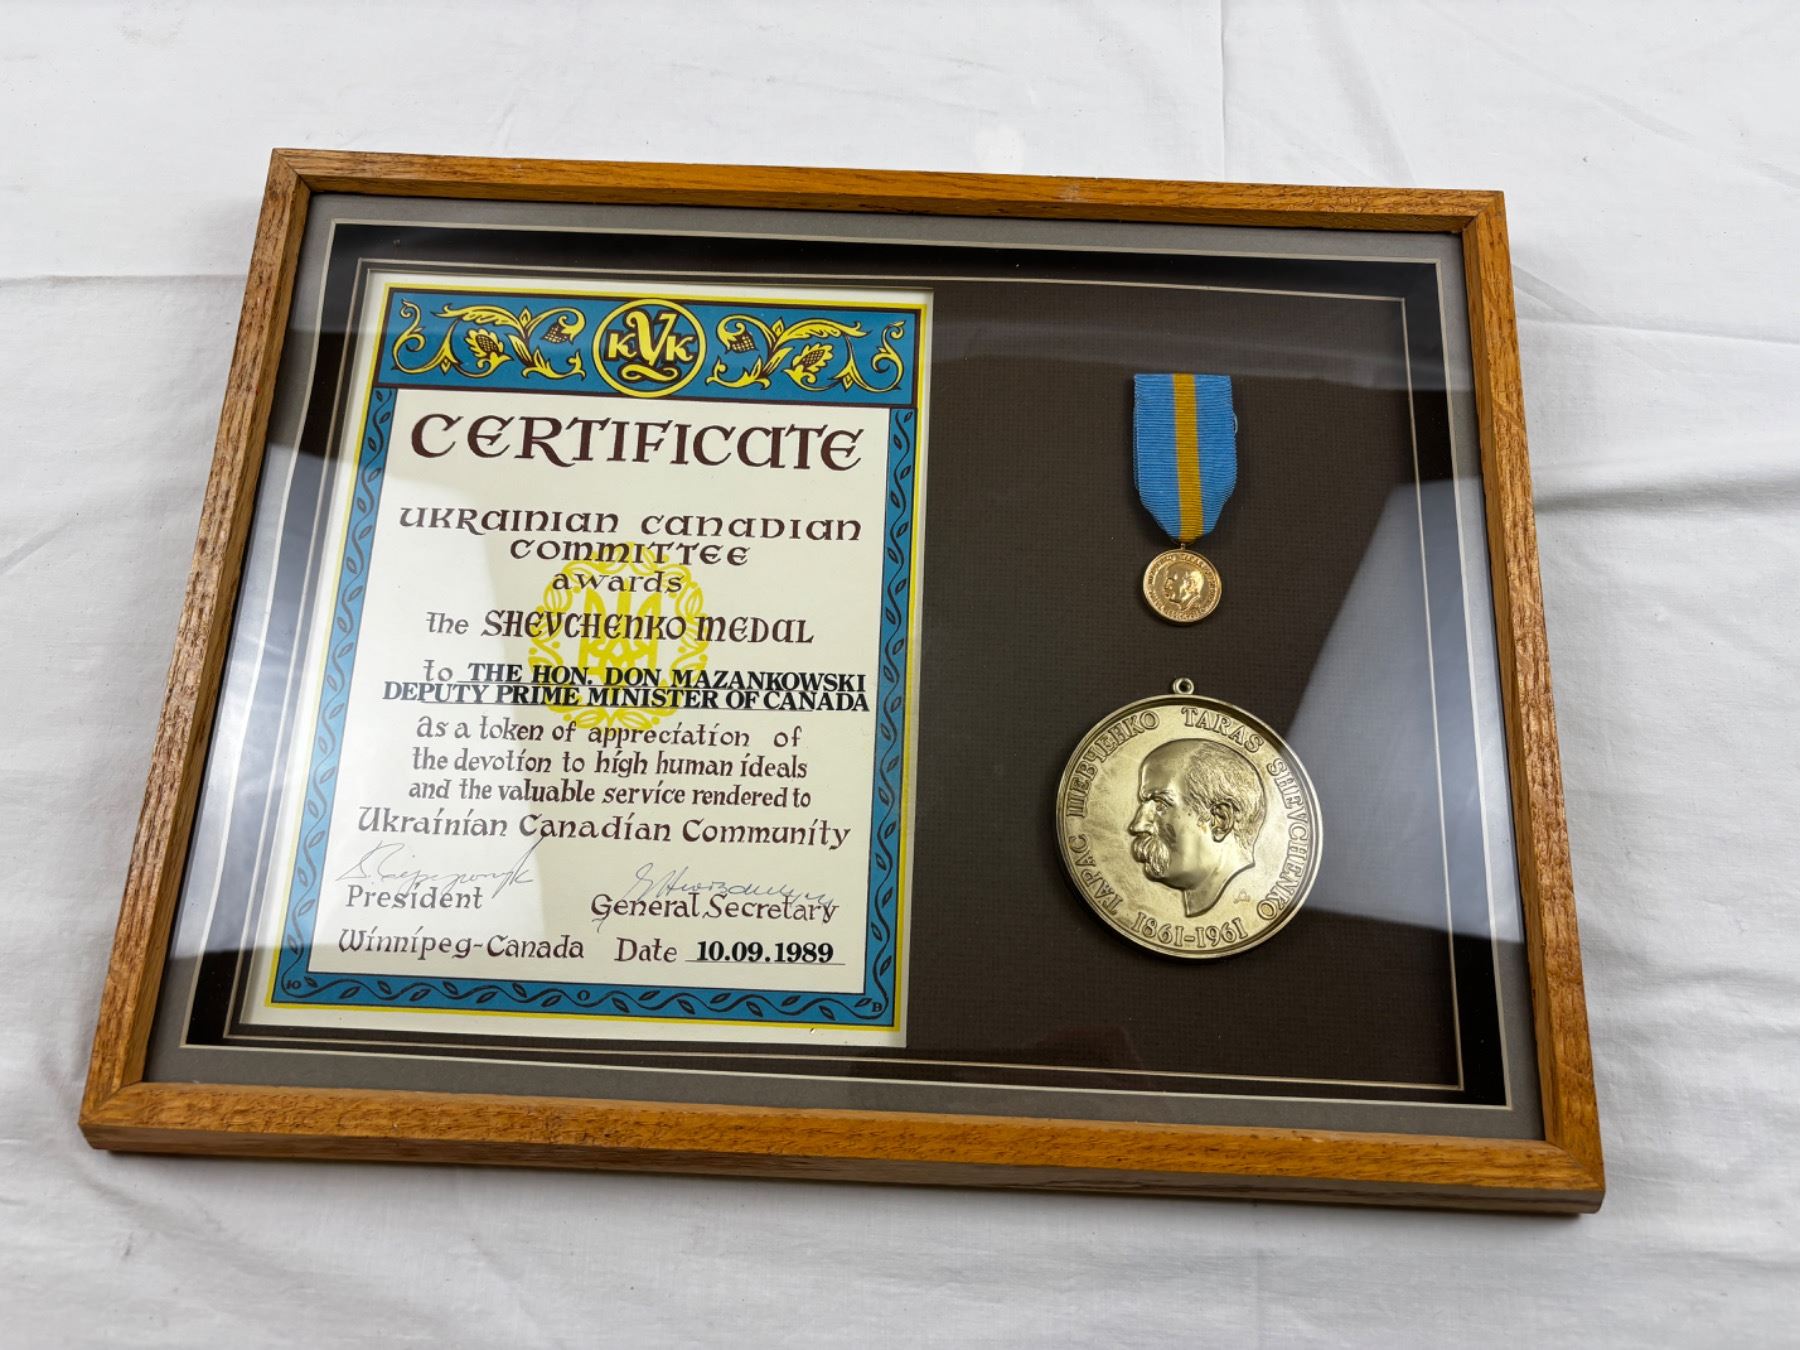 КУК
CERTIFICATE
UKRAINIAN CANADIAN
COMMITTEE
awards
the SHEVCHENKO MEDAL
to THE HON. DON MAZANKOWSKI
DEPUTY PRIME MINISTER OF CANADA
as a token of appreciation of
the devotion to high human ideals
and the valuable service rendered to
Ukrainian Canadian Community
President
General Secretary
Winnipeg-Canada Date 10.09.1989
Ю О В
ТАРАС ШЕВЧЕНКО TARAS SHEVCHENKO
1861-1961